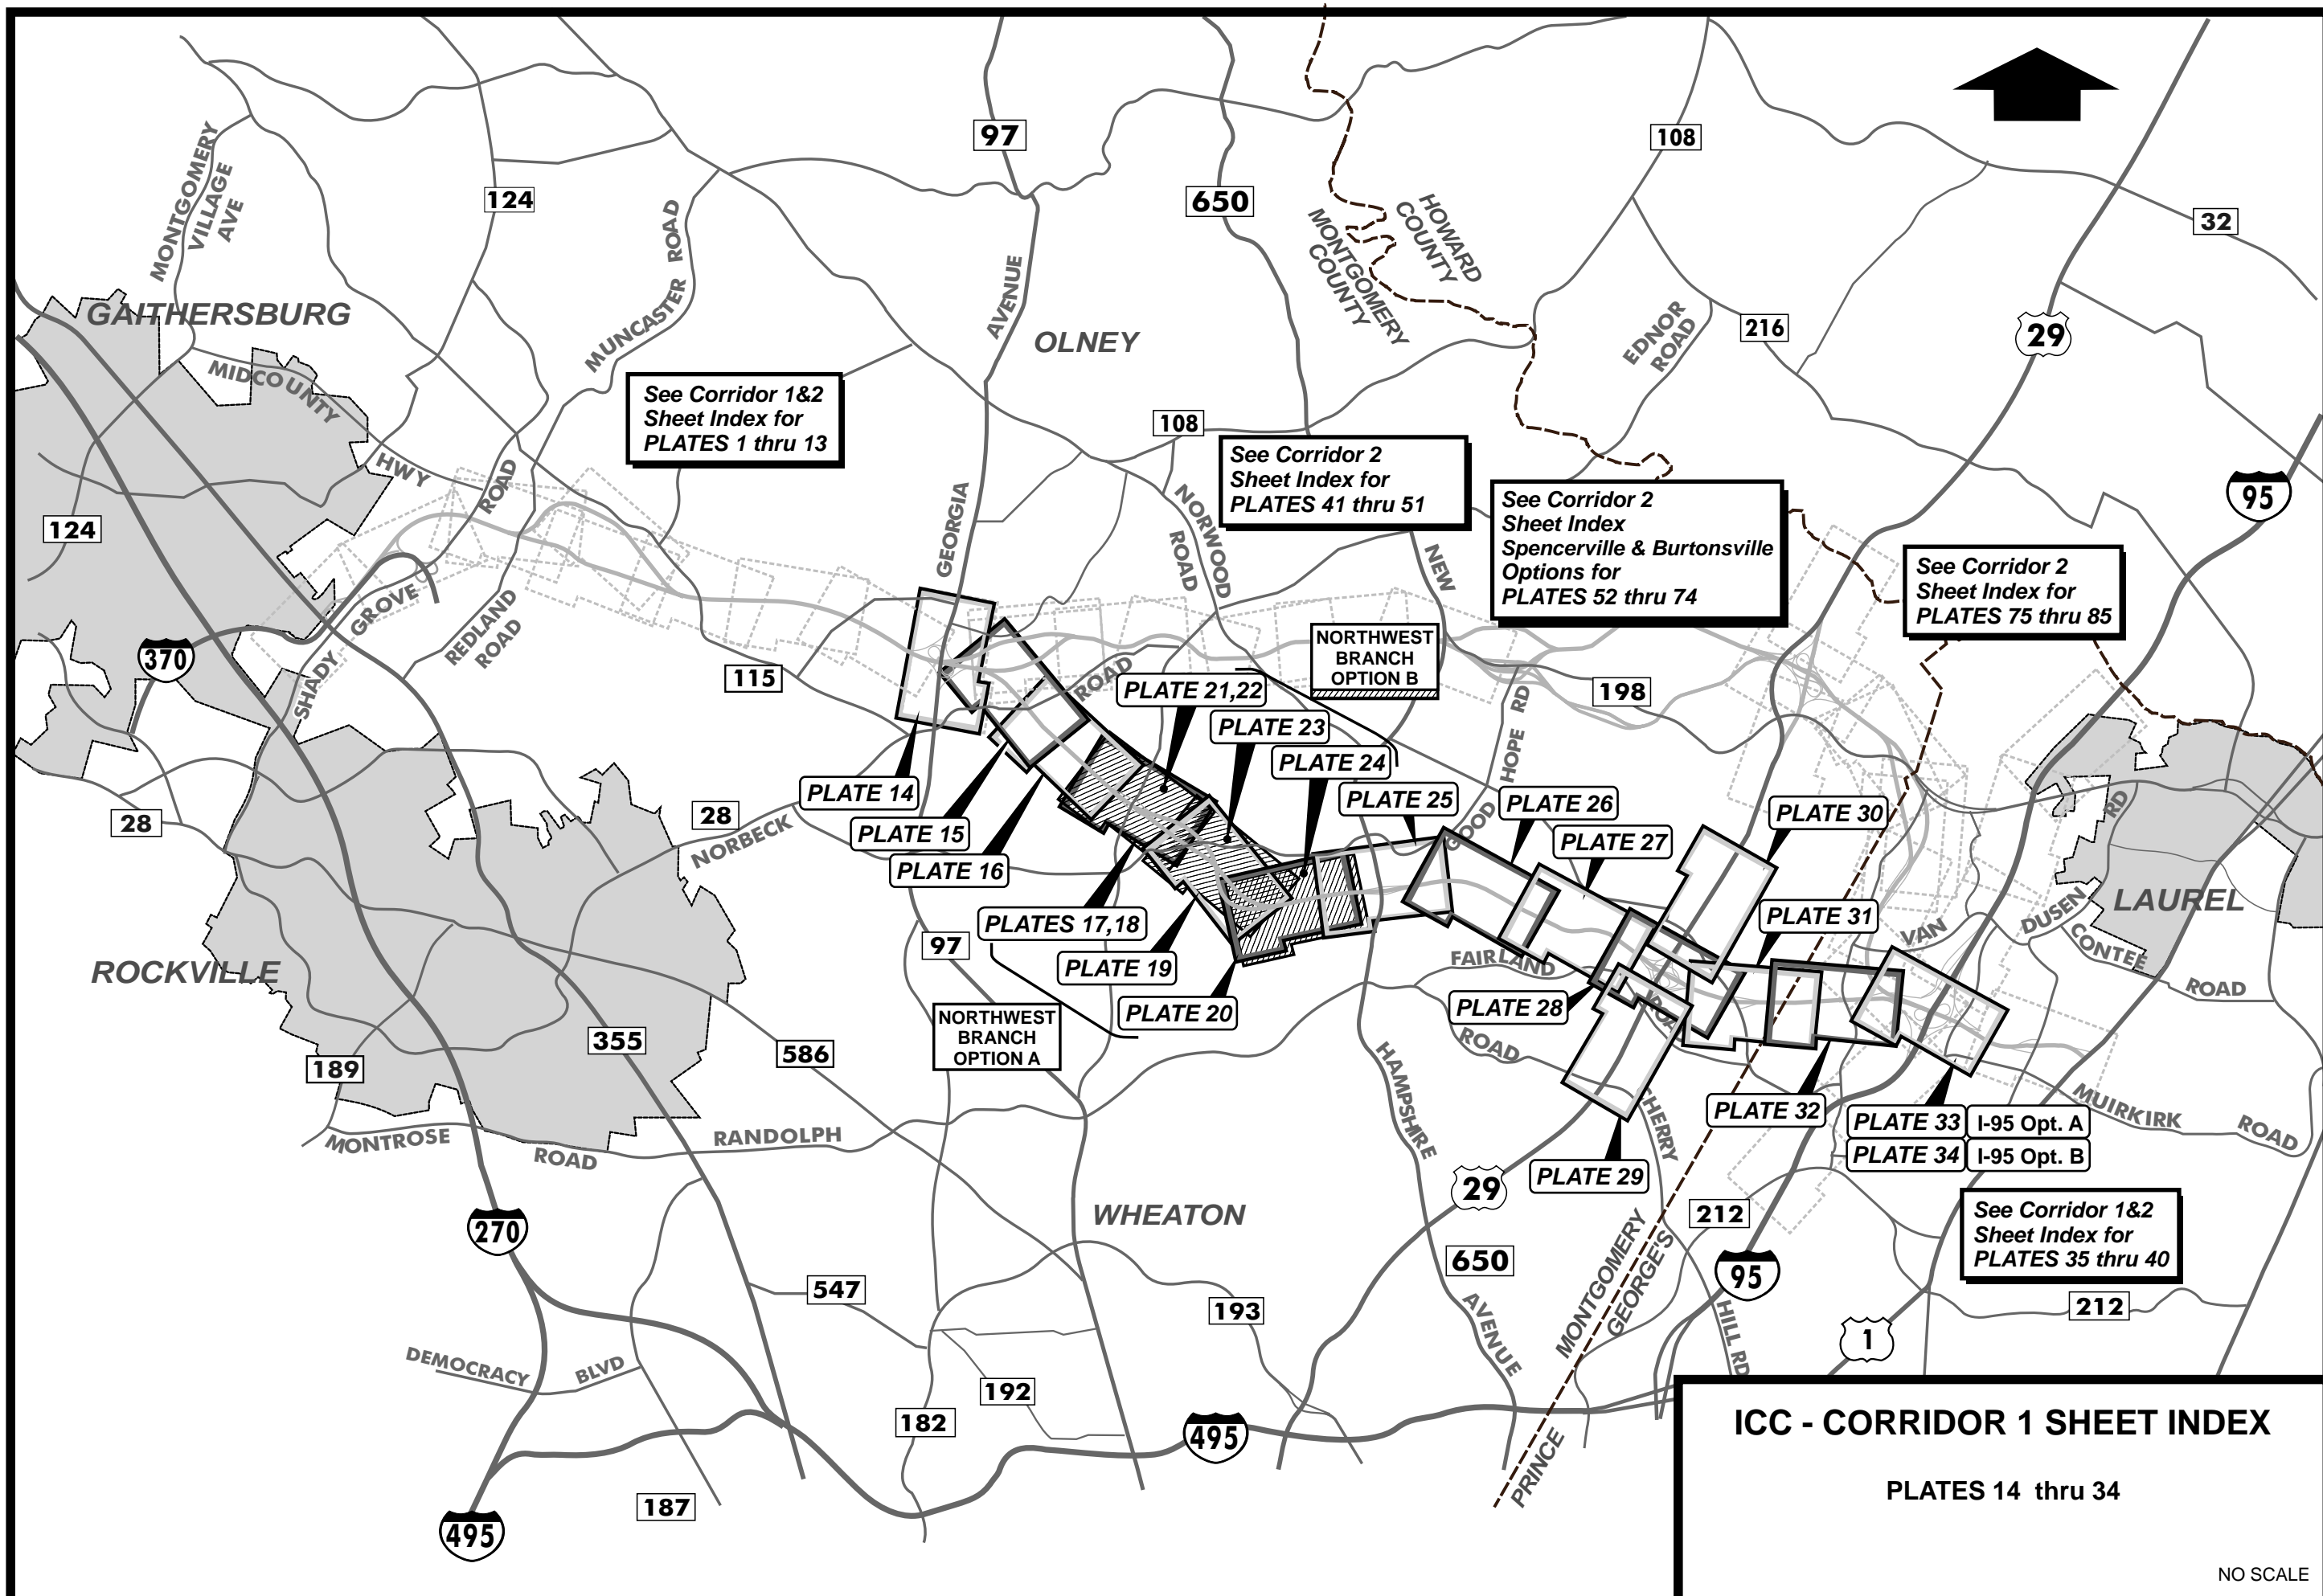 97
650
108
32
124
MONTGOMERY
VILLAGE
AVE
MUNCASTER ROAD
AVENUE
HOWARD
COUNTY
MONTGOMERY
COUNTY
GAITHERSBURG
OLNEY
EDNOR
ROAD
216
29
MIDCOUNTY
HWY
See Corridor 1&2
Sheet Index for
PLATES 1 thru 13
108
See Corridor 2
Sheet Index for
PLATES 41 thru 51
See Corridor 2
Sheet Index
Spencerville & Burtonsville
Options for
PLATES 52 thru 74
95
124
ROAD
GEORGIA
NORWOOD
ROAD
NEW
See Corridor 2
Sheet Index for
PLATES 75 thru 85
370
SHADY
GROVE
REDLAND
ROAD
115
ROAD
NORTHWEST
BRANCH
OPTION B
198
PLATE 21,22
PLATE 23
PLATE 24
PLATE 25
GOOD
HOPE
RD
PLATE 26
PLATE 27
PLATE 30
PLATE 14
PLATE 15
PLATE 16
28
28
NORBECK
RD
LAUREL
PLATE 31
VAN
DUSEN
CONTEE
ROAD
PLATES 17,18
PLATE 19
PLATE 20
97
ROCKVILLE
FAIRLAND
ROAD
PLATE 28
NORTHWEST
BRANCH
OPTION A
355
586
189
HAMPSHIRE
PLATE 32
PLATE 33
I-95 Opt. A
PLATE 34
I-95 Opt. B
MUIRKIRK
ROAD
MONTROSE
ROAD
RANDOLPH
PLATE 29
CHERRY
29
WHEATON
212
See Corridor 1&2
Sheet Index for
PLATES 35 thru 40
270
650
95
547
193
212
MONTGOMERY
GEORGE'S
HILL RD
AVENUE
1
DEMOCRACY
BLVD
192
182
495
PRINCE
187
495
ICC - CORRIDOR 1 SHEET INDEX
PLATES 14 thru 34
NO SCALE